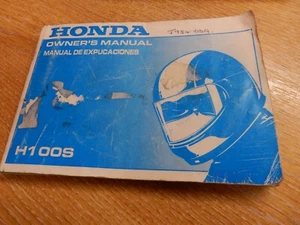 HONDA
OWNER'S MANUAL
MANUAL DE EXPLICACIONES
H100S